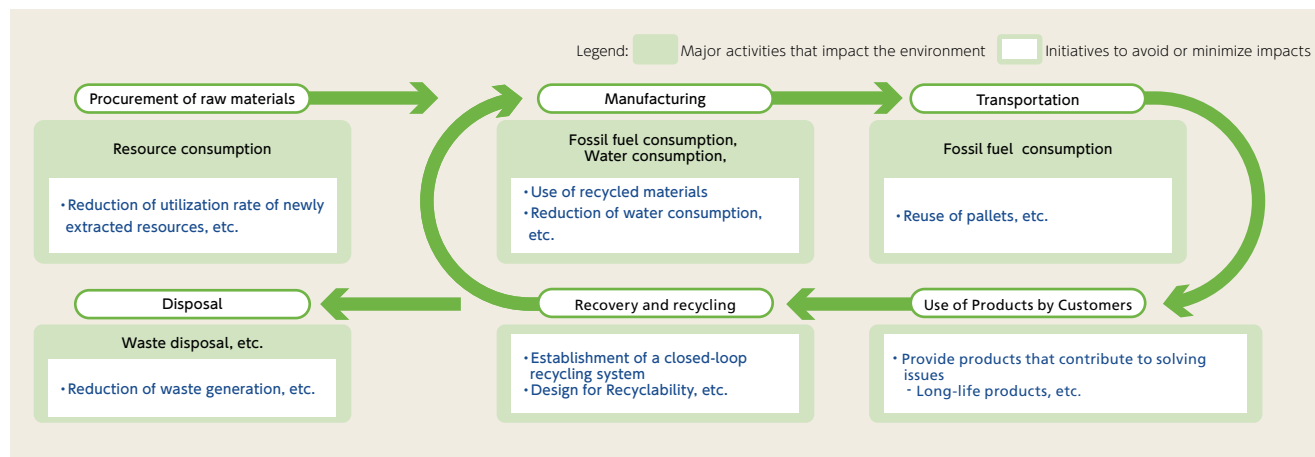 Legend: Major activities that impact the environment Initiatives to avoid or minimize impacts
Procurement of raw materials
Resource consumption
・Reduction of utilization rate of newly
extracted resources, etc.
Manufacturing
Fossil fuel consumption,
Water consumption,
・Use of recycled materials
・Reduction of water consumption,
etc.
Transportation
Fossil fuel consumption
・Reuse of pallets, etc.
Use of Products by Customers
・Provide products that contribute to solving
issues
- Long-life products, etc.
Recovery and recycling
・Establishment of a closed-loop
recycling system
・Design for Recyclability, etc.
Disposal
Waste disposal, etc.
・Reduction of waste generation, etc.